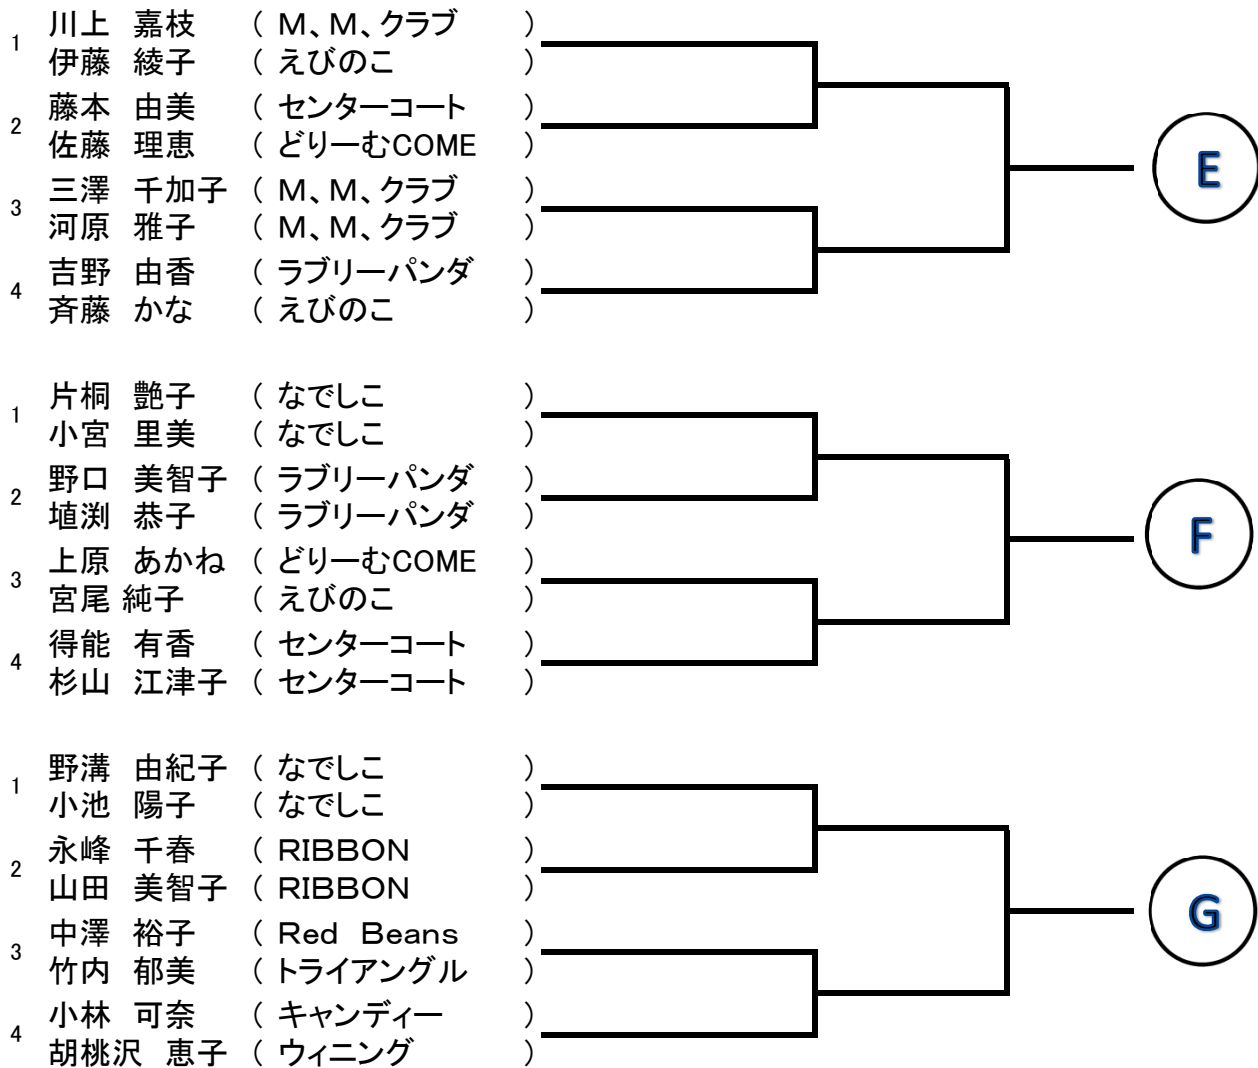 1 川上 嘉枝 ( M、M、クラブ )
伊藤 綾子 ( えびのこ )
2 藤本 由美 ( センターコート )
佐藤 理恵 ( どりーむCOME )
E
3 三澤 千加子 ( M、M、クラブ )
河原 雅子 ( M、M、クラブ )
4 吉野 由香 ( ラブリーパンダ )
斉藤 かな ( えびのこ )
1 片桐 艶子 ( なでしこ )
小宮 里美 ( なでしこ )
2 野口 美智子 ( ラブリーパンダ )
埴渕 恭子 ( ラブリーパンダ )
F
3 上原 あかね ( どりーむCOME )
宮尾 純子 ( えびのこ )
4 得能 有香 ( センターコート )
杉山 江津子 ( センターコート )
1 野溝 由紀子 ( なでしこ )
小池 陽子 ( なでしこ )
2 永峰 千春 ( RIBBON )
山田 美智子 ( RIBBON )
G
3 中澤 裕子 ( Red Beans )
竹内 郁美 ( トライアングル )
4 小林 可奈 ( キャンディー )
胡桃沢 恵子 ( ウィニング )